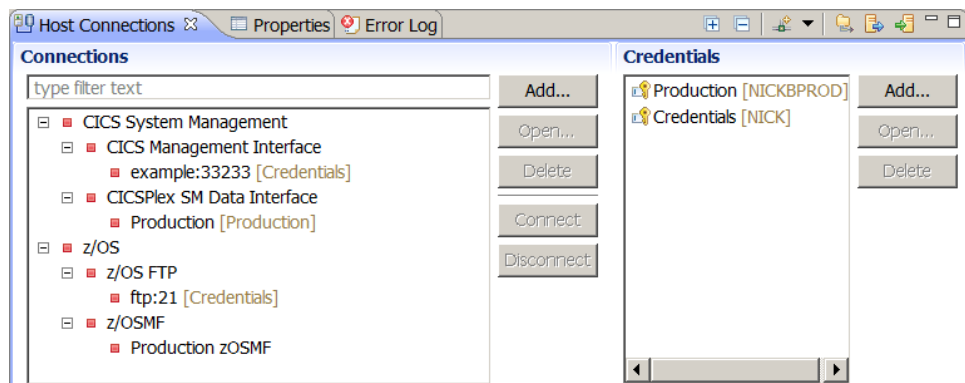 Host Connections Properties Error Log
Connections
type filter text
Add...
CICS System Management
Open...
CICS Management Interface
example:33233 [Credentials]
Delete
CICSPlex SM Data Interface
Production [Production]
Connect
z/OS
Disconnect
z/OS FTP
ftp:21 [Credentials]
z/OSMF
Production zOSMF
Credentials
Production [NICKBPROD]
Add...
Credentials [NICK]
Open...
Delete